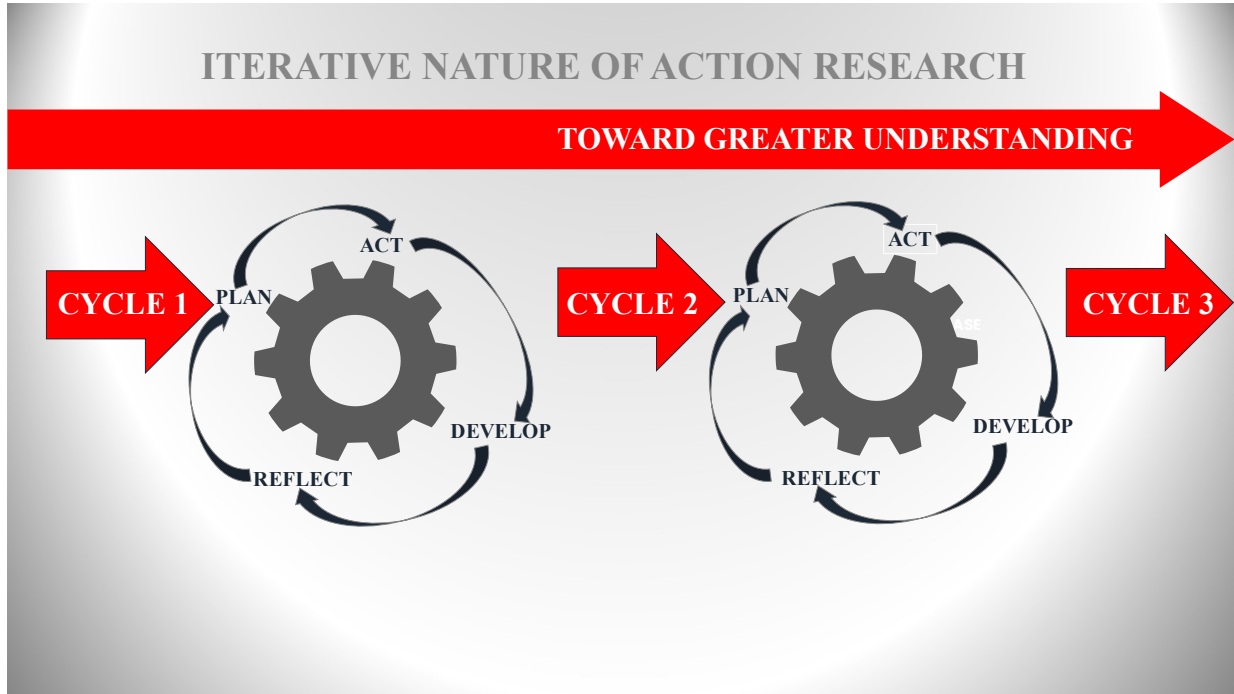 ITERATIVE NATURE OF ACTION RESEARCH
TOWARD GREATER UNDERSTANDING
CYCLE 1
PLAN
ACT
DEVELOP
REFLECT
CYCLE 2
PLAN
ACT
ASE
DEVELOP
REFLECT
CYCLE 3